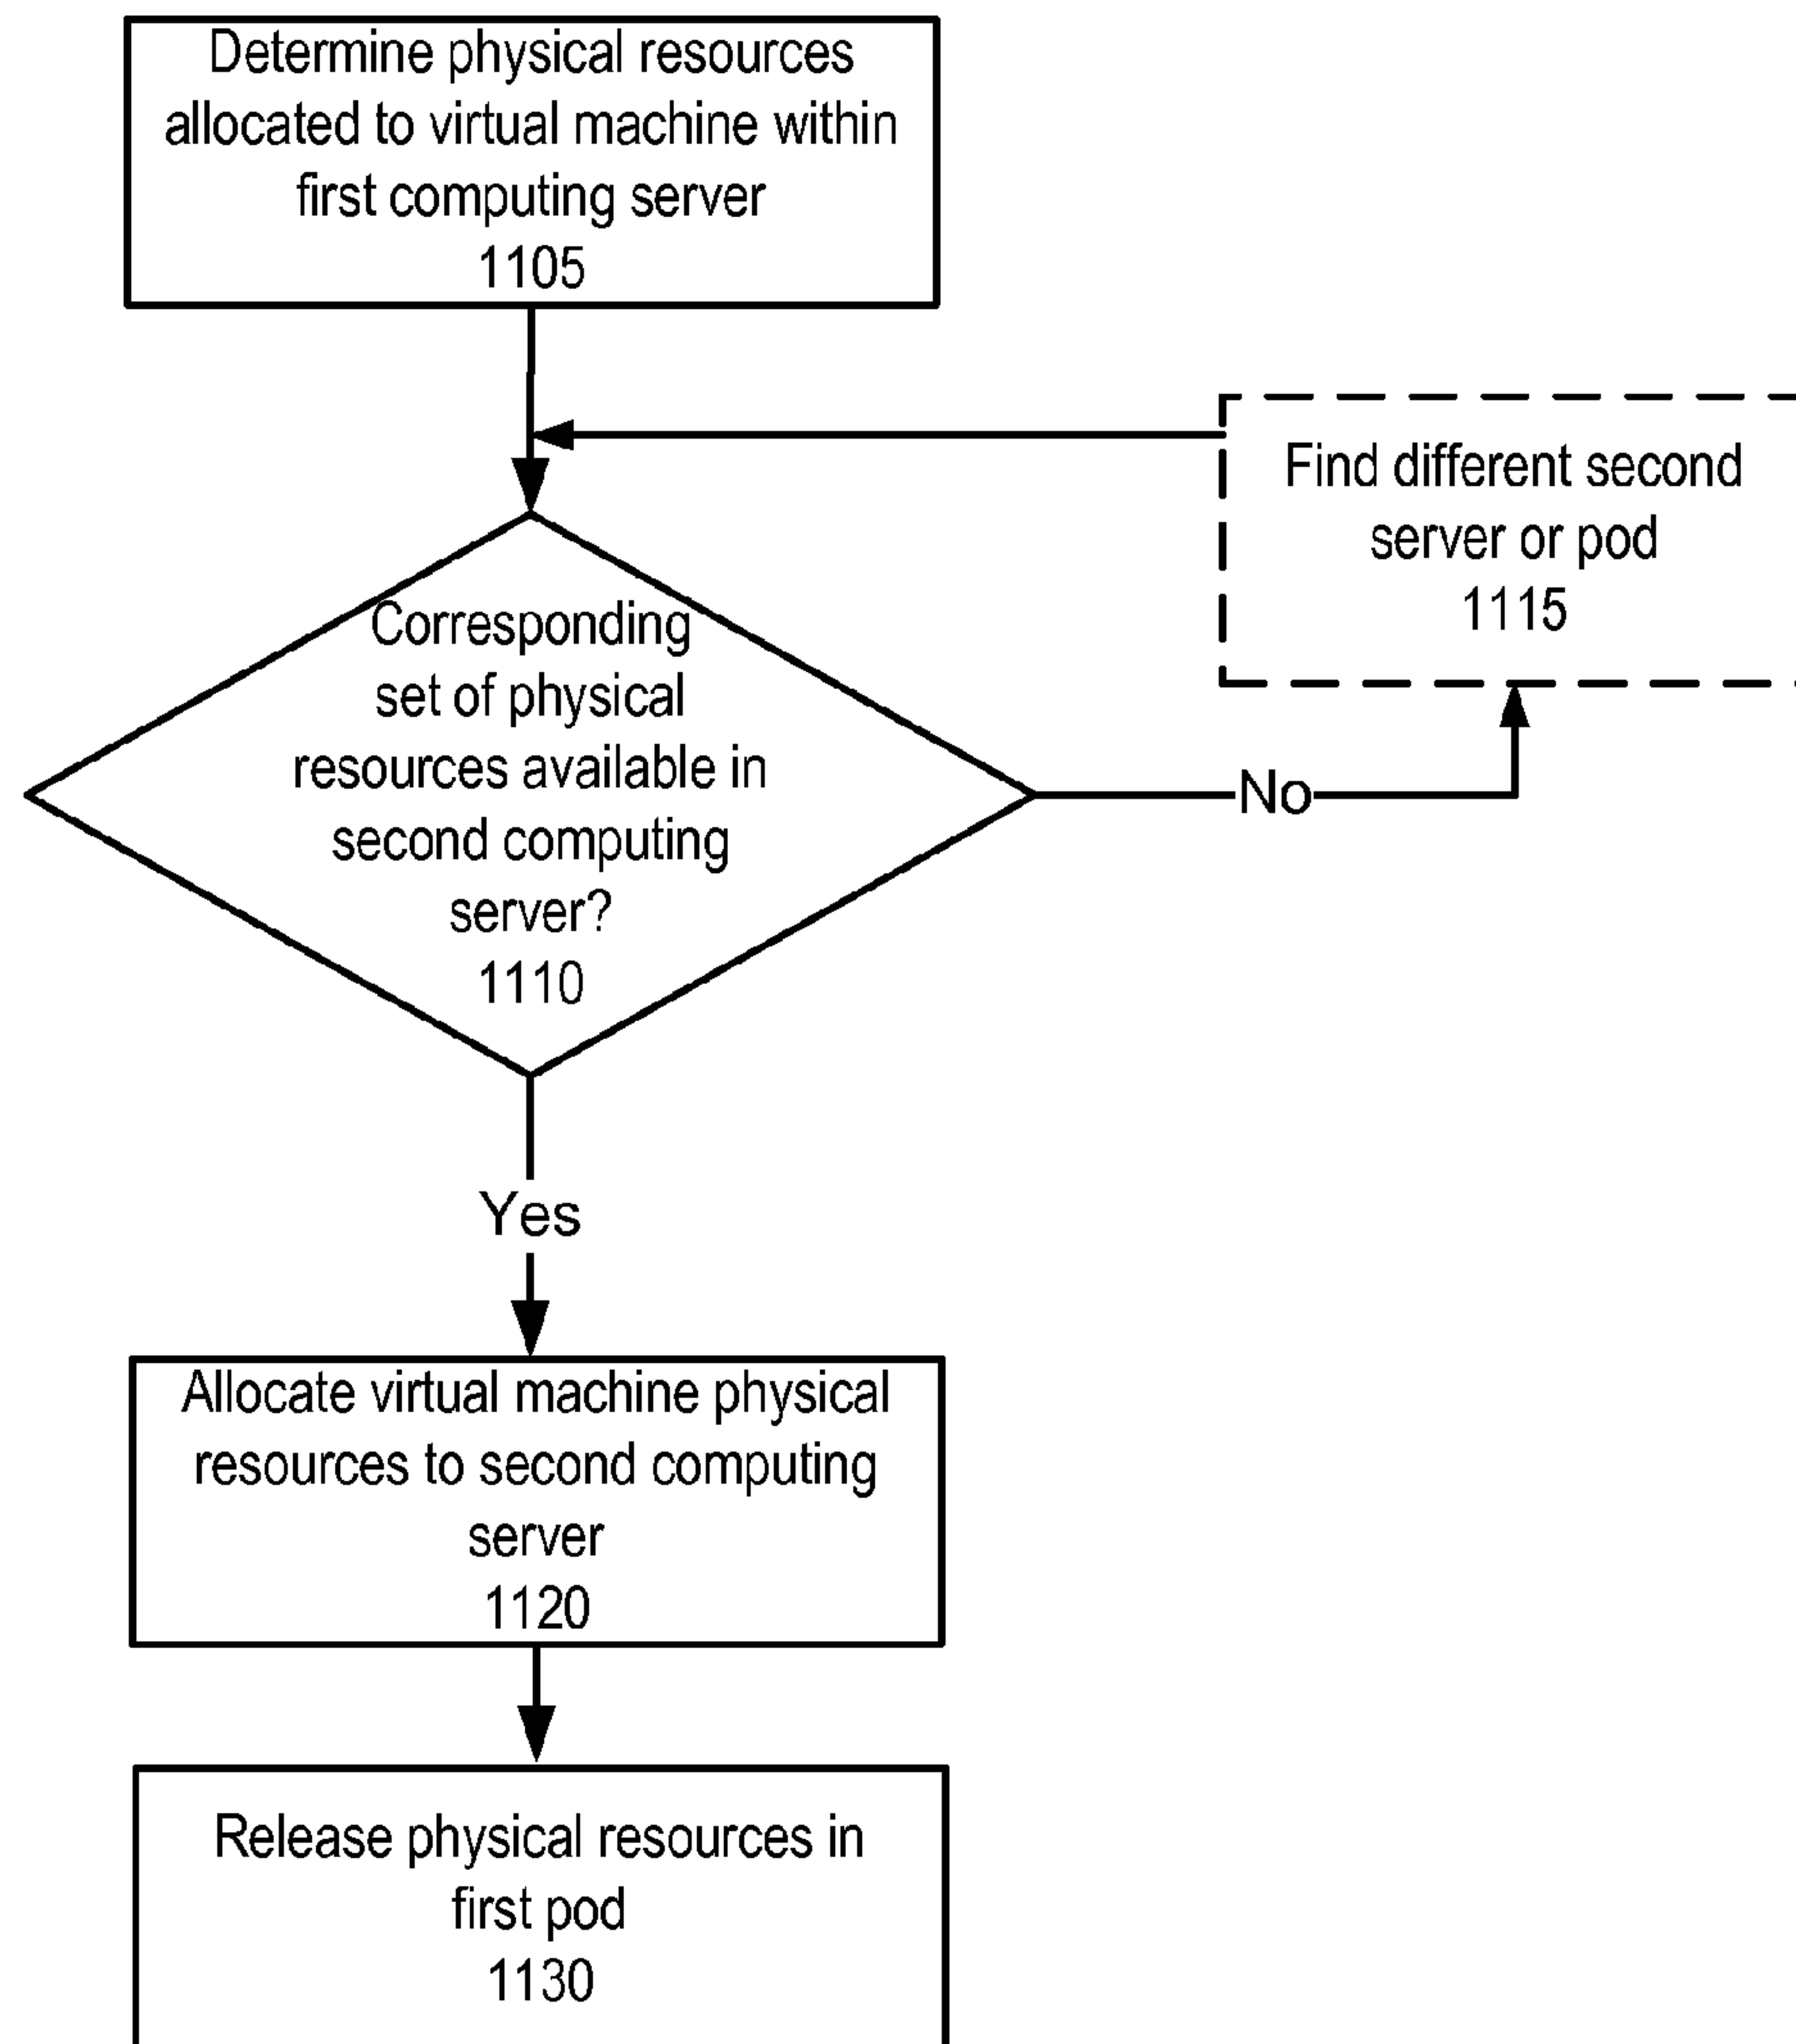 Determine physical resources
allocated to virtual machine within
first computing server
1105
Find different second
server or pod
1115
Corresponding
set of physical
resources available in
second computing
server?
1110
No
Yes
Allocate virtual machine physical
resources to second computing
server
1120
Release physical resources in
first pod
1130